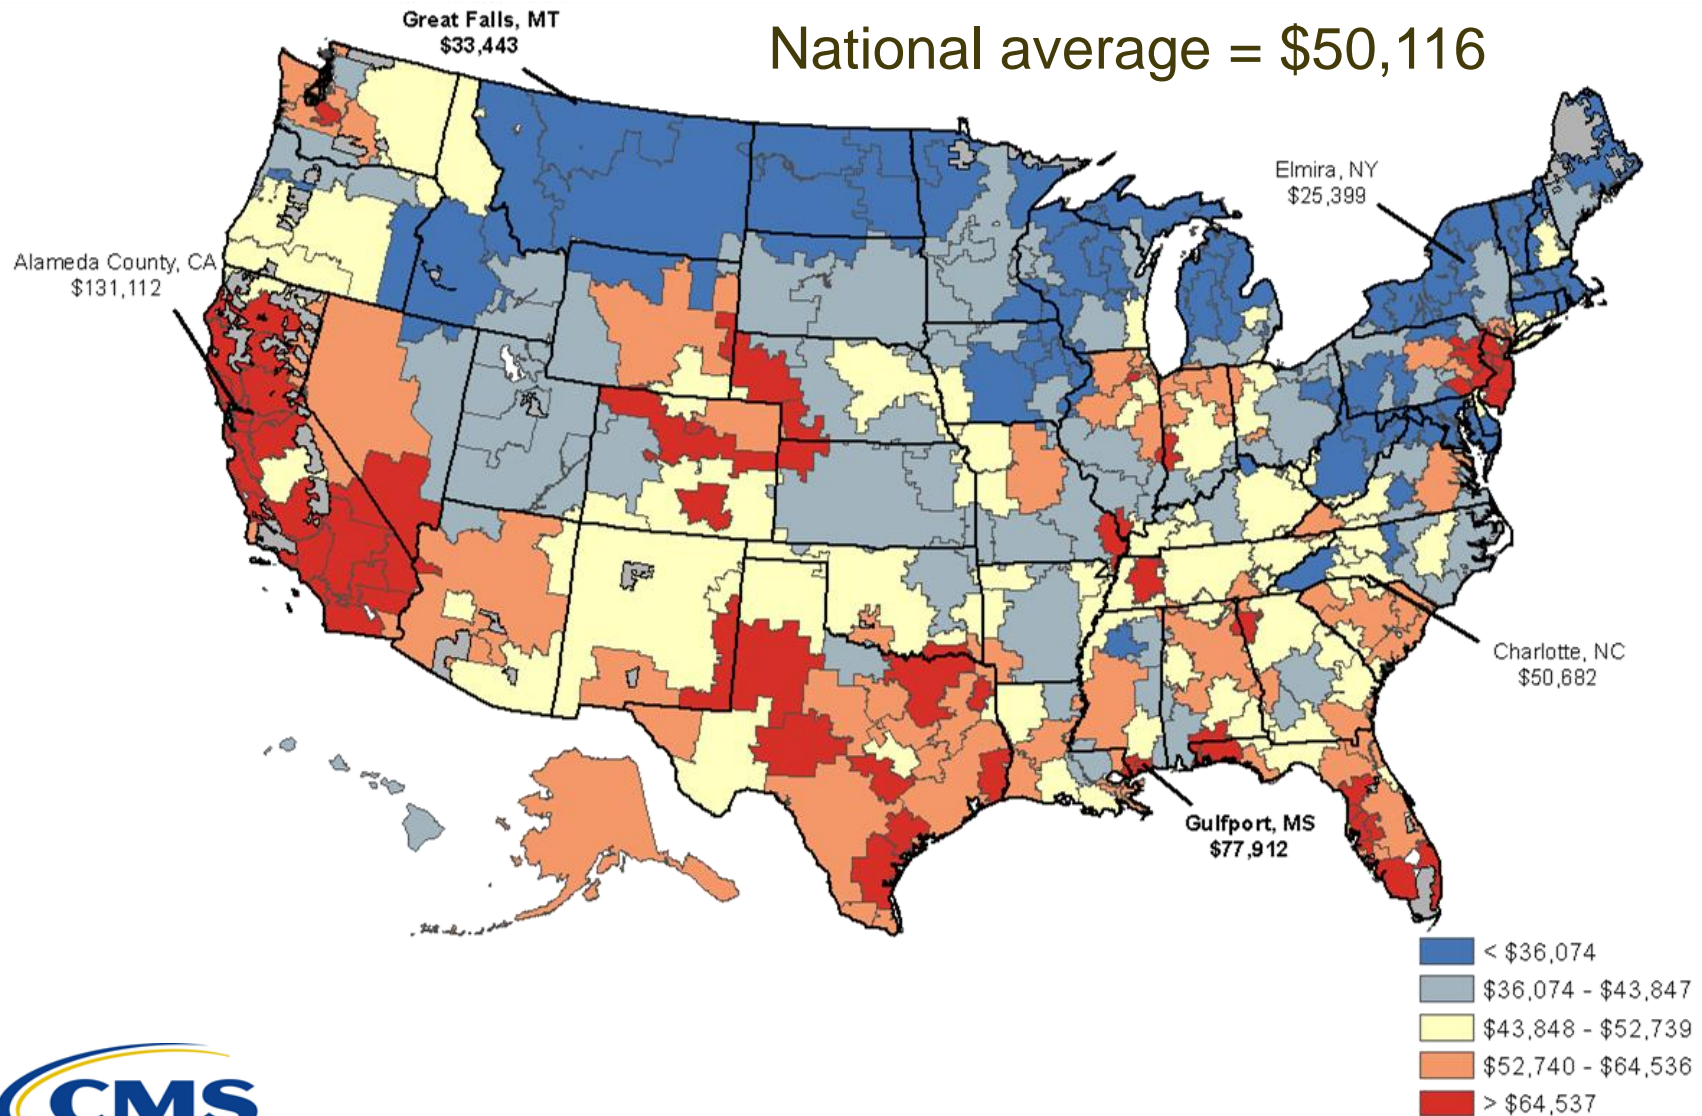 Great Falls, MT
$33,443
National average = $50,116
Elmira, NY
$25,399
Alameda County, CA
$131,112
Charlotte, NC
$50,682
Gulfport, MS
$77,912
< $36,074
$36,074 - $43,847
$43,848 - $52,739
$52,740 - $64,536
> $64,537
CMS